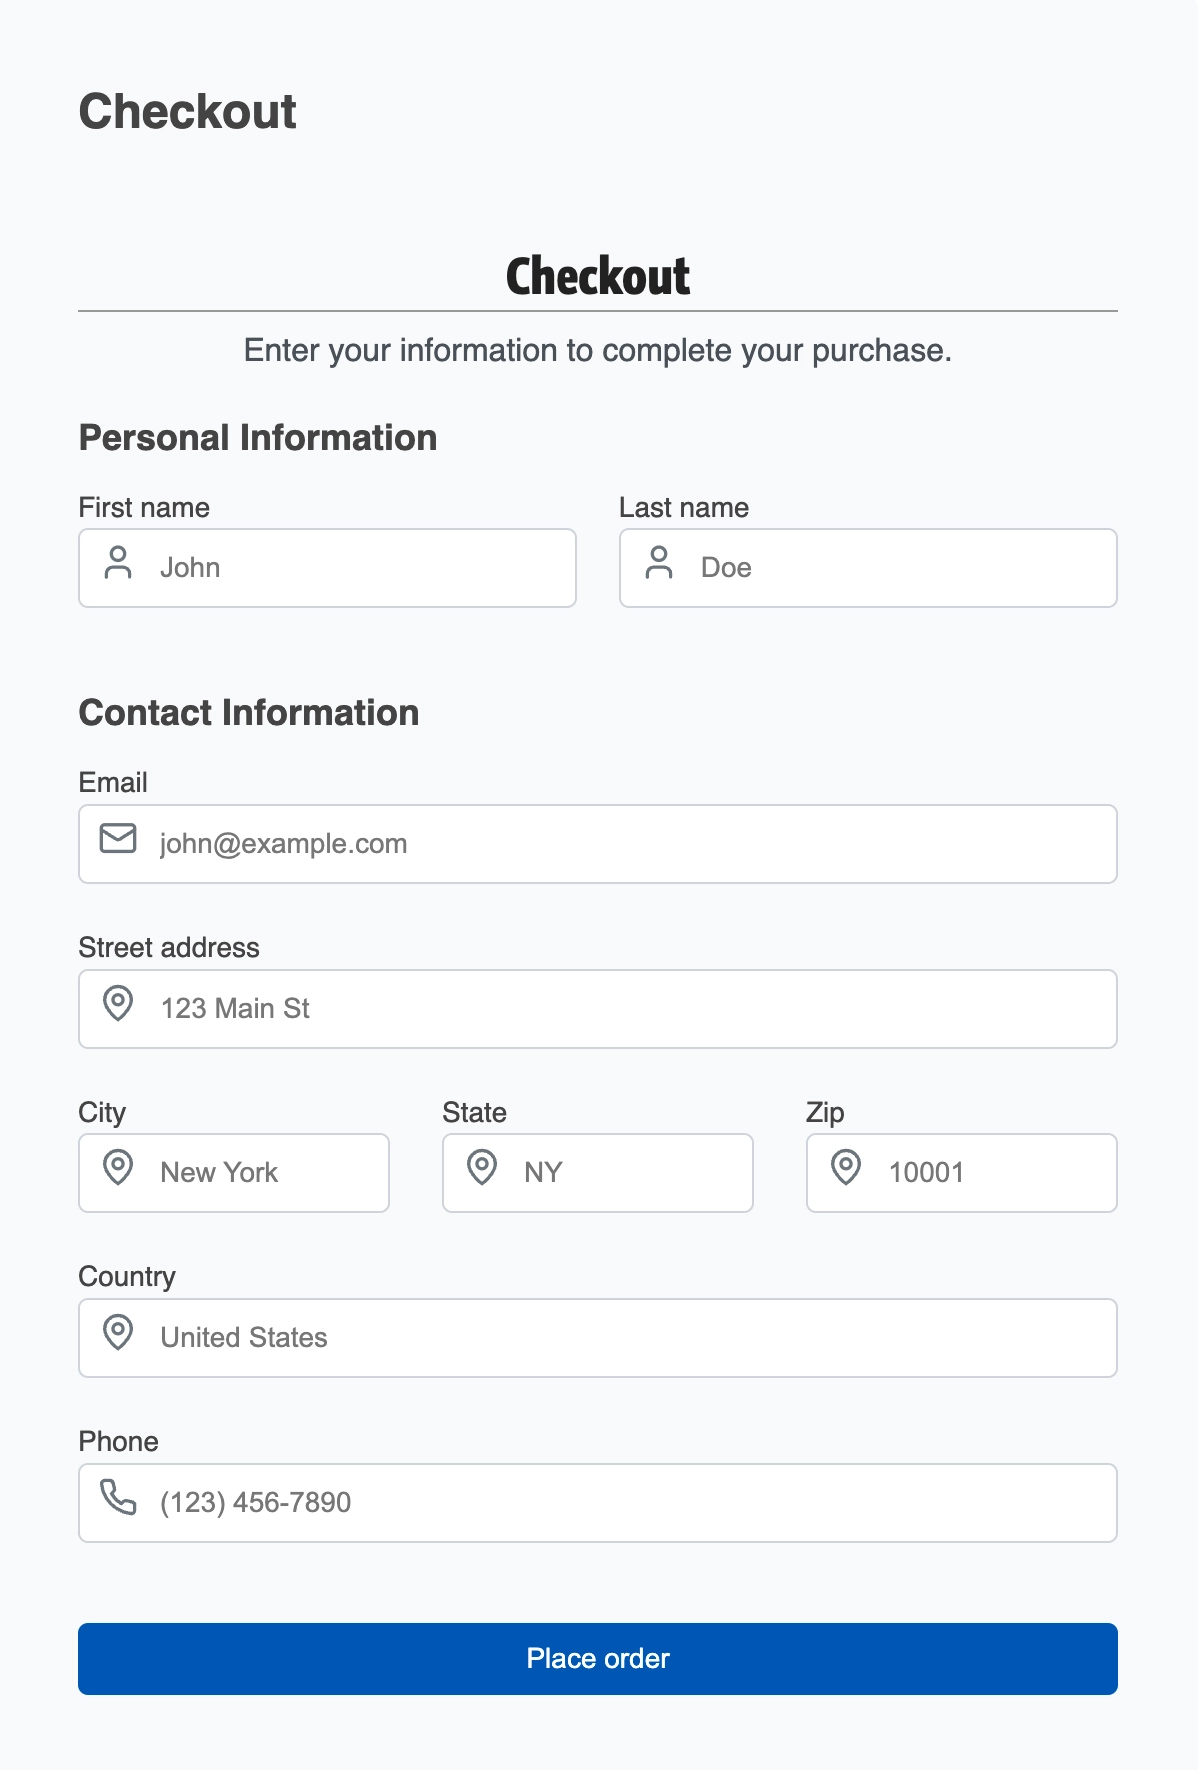 Checkout
Checkout
Enter your information to complete your purchase.
Personal Information
First name Last name
John Doe
Contact Information
Email
john@example.com
Street address
123 Main St
City State Zip
New York NY 10001
Country
United States
Phone
(123) 456-7890
Place order